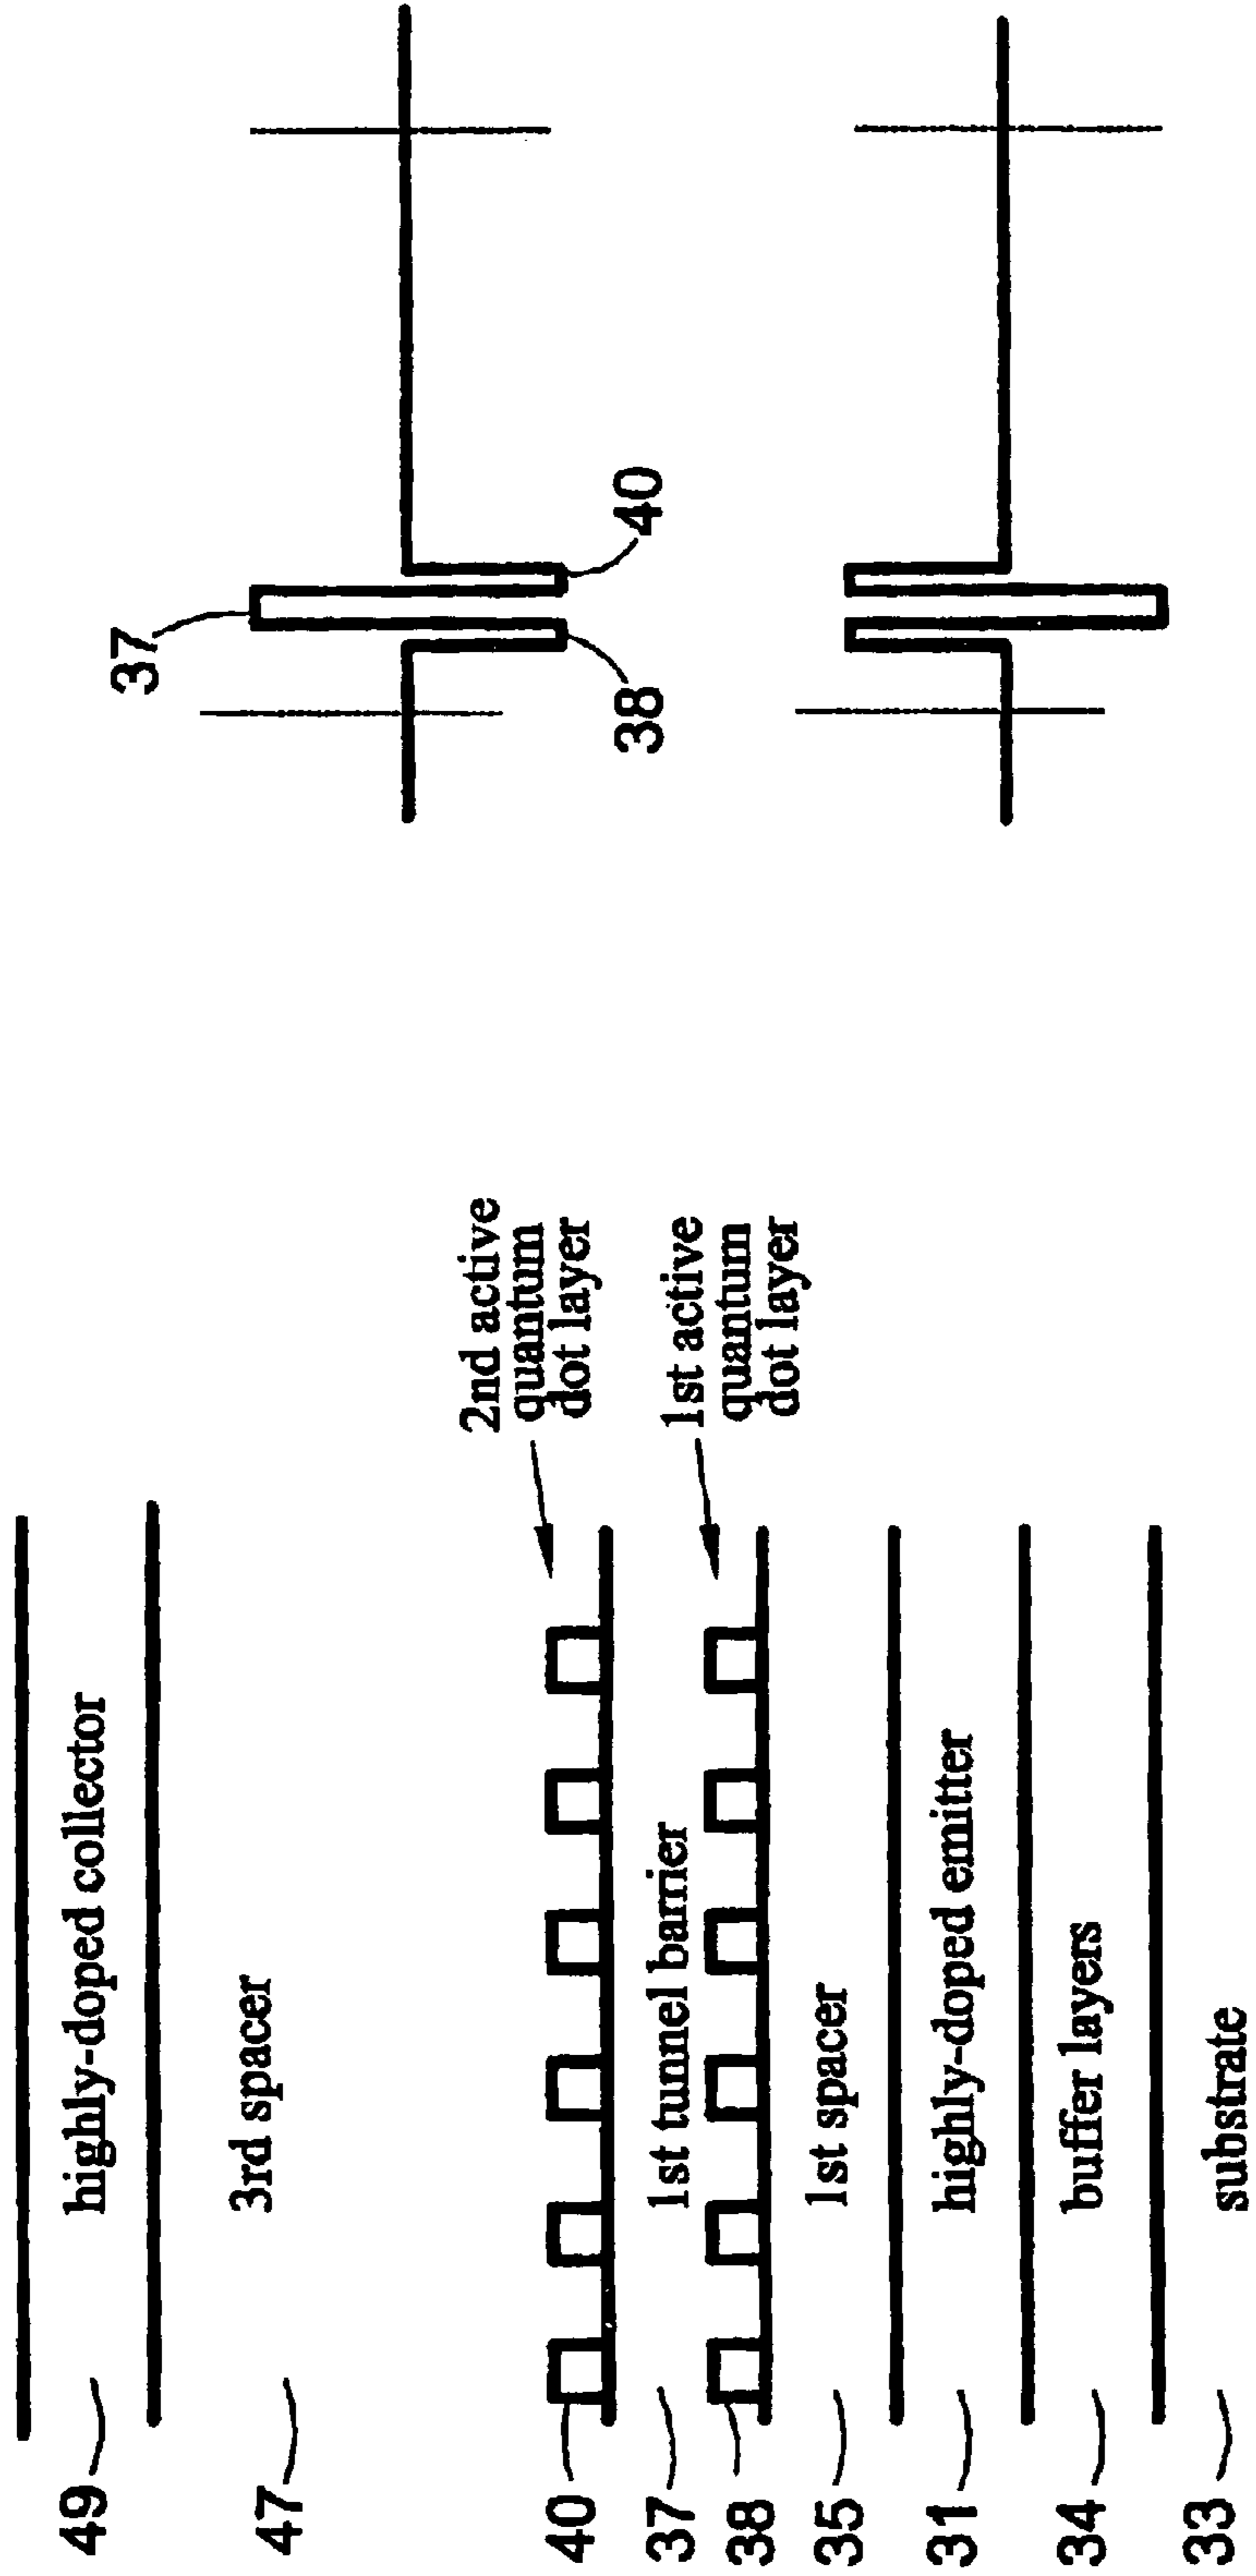 49
highly-doped collector
47
3rd spacer
2nd active
quantum
dot layer
40
37
1st tunnel barrier
1st active
quantum
dot layer
38
35
1st spacer
31
highly-doped emitter
34
buffer layers
33
substrate
37
38
40